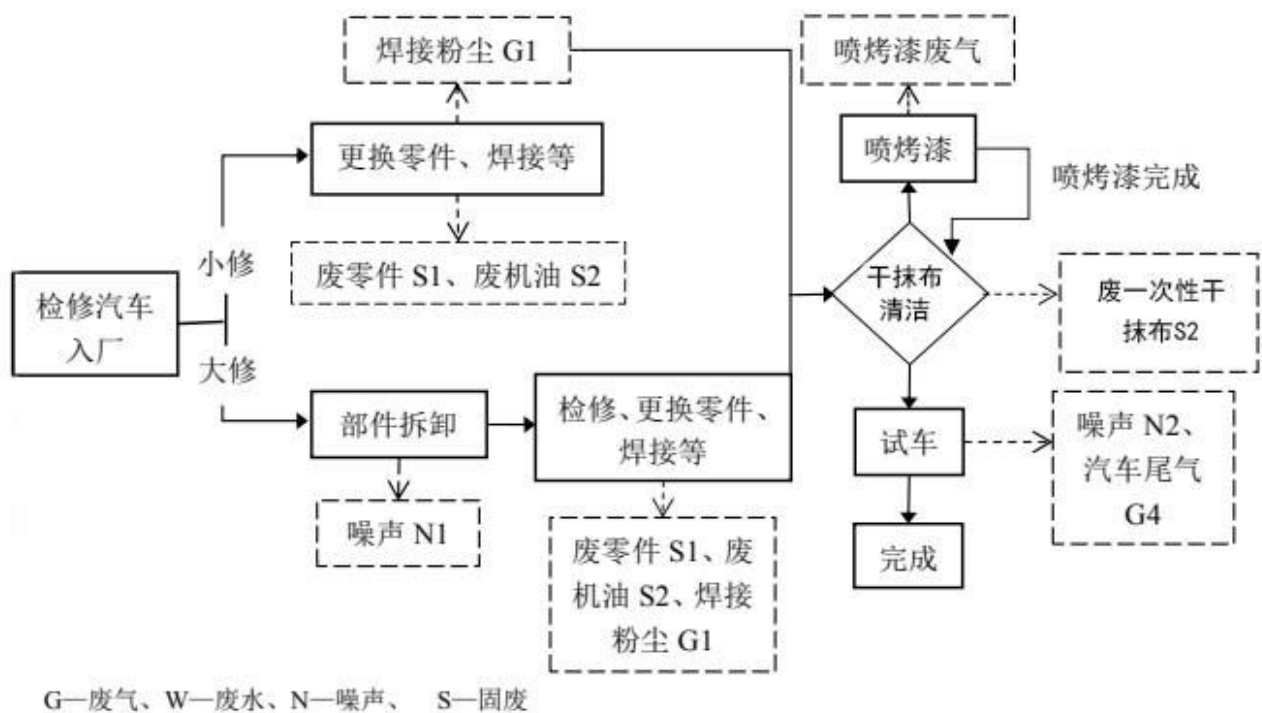 焊接粉尘 G1
喷烤漆废气
更换零件、焊接等
喷烤漆
喷烤漆完成
小修
废零件 S1、废机油 S2
干抹布
清洁
废一次性干
抹布S2
检修汽车
入厂
大修
部件拆卸
检修、更换零件、
焊接等
试车
噪声 N2、
汽车尾气
G4
噪声 N1
废零件 S1、废
机油 S2、焊接
粉尘 G1
完成
G—废气、W—废水、N—噪声、 S—固废